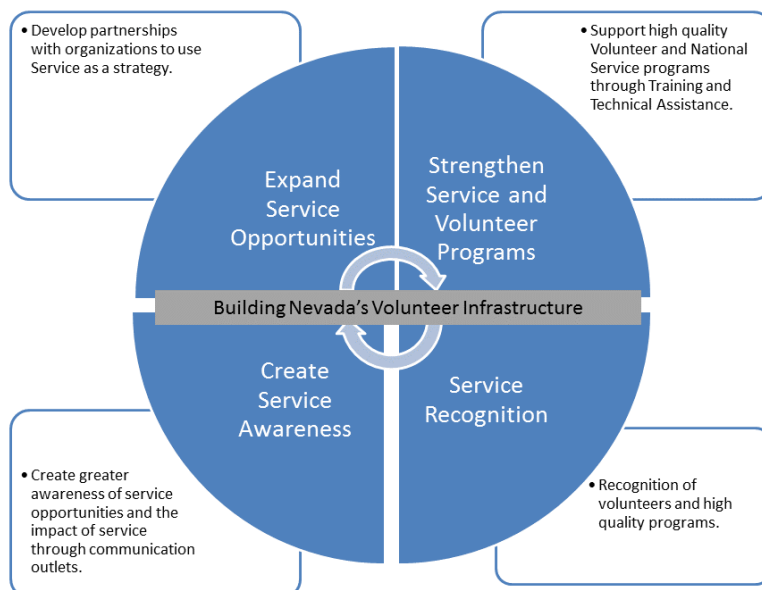 • Develop partnerships
with organizations to use
Service as a strategy.
• Support high quality
Volunteer and National
Service programs
through Training and
Technical Assistance.
Expand
Service
Opportunities
Strengthen
Service and
Volunteer
Programs
Building Nevada's Volunteer Infrastructure
Create
Service
Awareness
Service
Recognition
• Create greater
awareness of service
opportunities and the
impact of service
through communication
outlets.
• Recognition of
volunteers and high
quality programs.